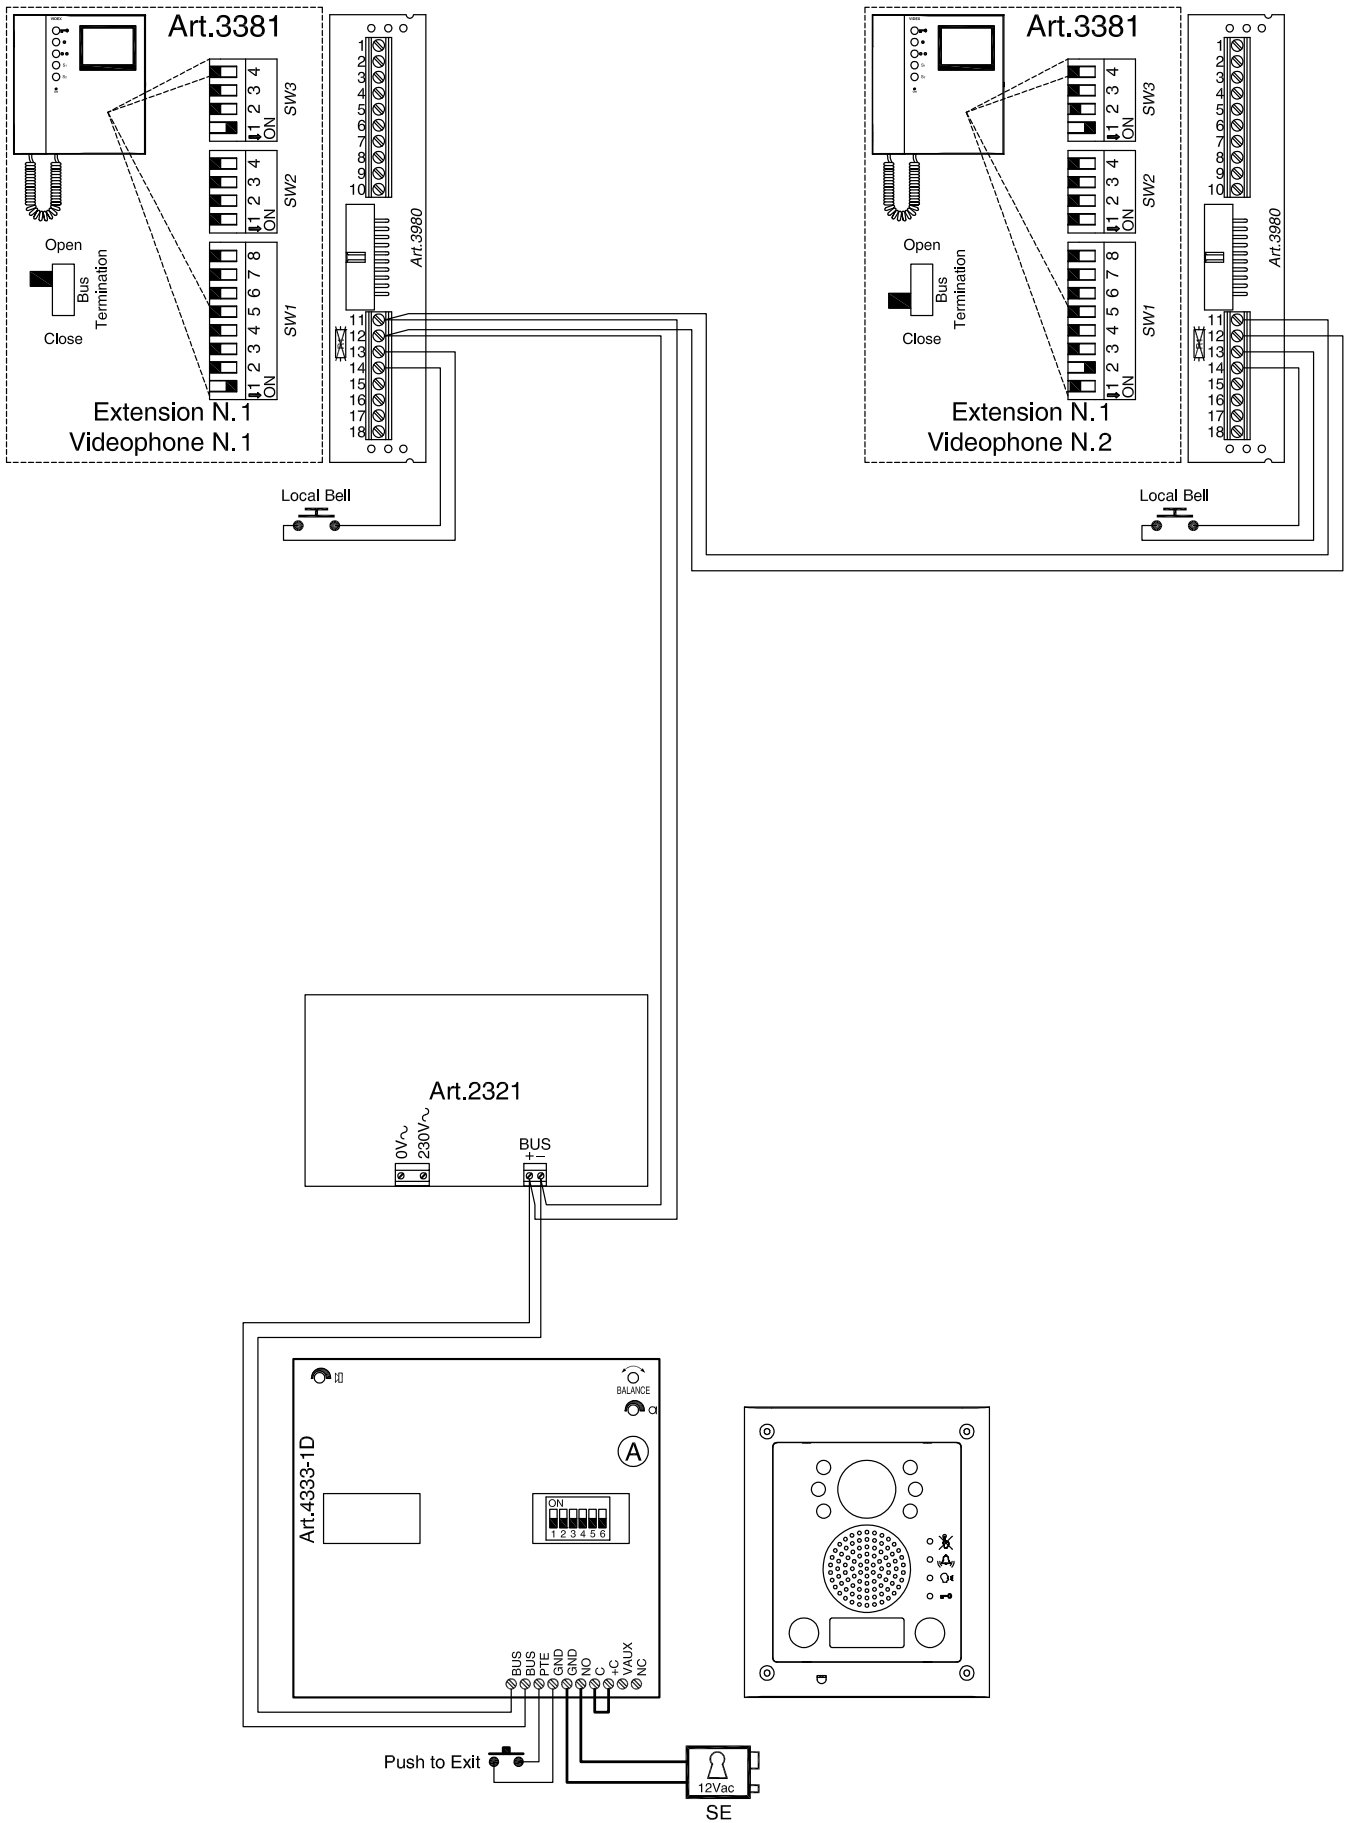 VIDEX
Art.3381
4
3
2
1
ON
SW3
4
3
2
1
ON
SW2
8
7
6
5
4
3
2
1
ON
SW1
Open
Bus
Termination
Close
Extension N.1
Videophone N.1
1
2
3
4
5
6
7
8
9
10
Art.3980
11
12
13
14
15
16
17
18
Local Bell
VIDEX
Art.3381
4
3
2
1
ON
SW3
4
3
2
1
ON
SW2
8
7
6
5
4
3
2
1
ON
SW1
Open
Bus
Termination
Close
Extension N.1
Videophone N.2
1
2
3
4
5
6
7
8
9
10
Art.3980
11
12
13
14
15
16
17
18
Local Bell
Art.2321
0V~
230V~
BUS
+ –
BALANCE
A
Art.4333-1D
ON
1 2 3 4 5 6
BUS
BUS
PTE
GND
GND
NO
C
+C
VAUX
NC
Push to Exit
12Vac
SE